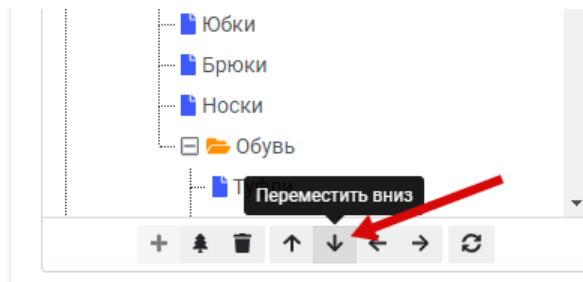 Юбки
Брюки
Носки
Обувь
Переместить вниз